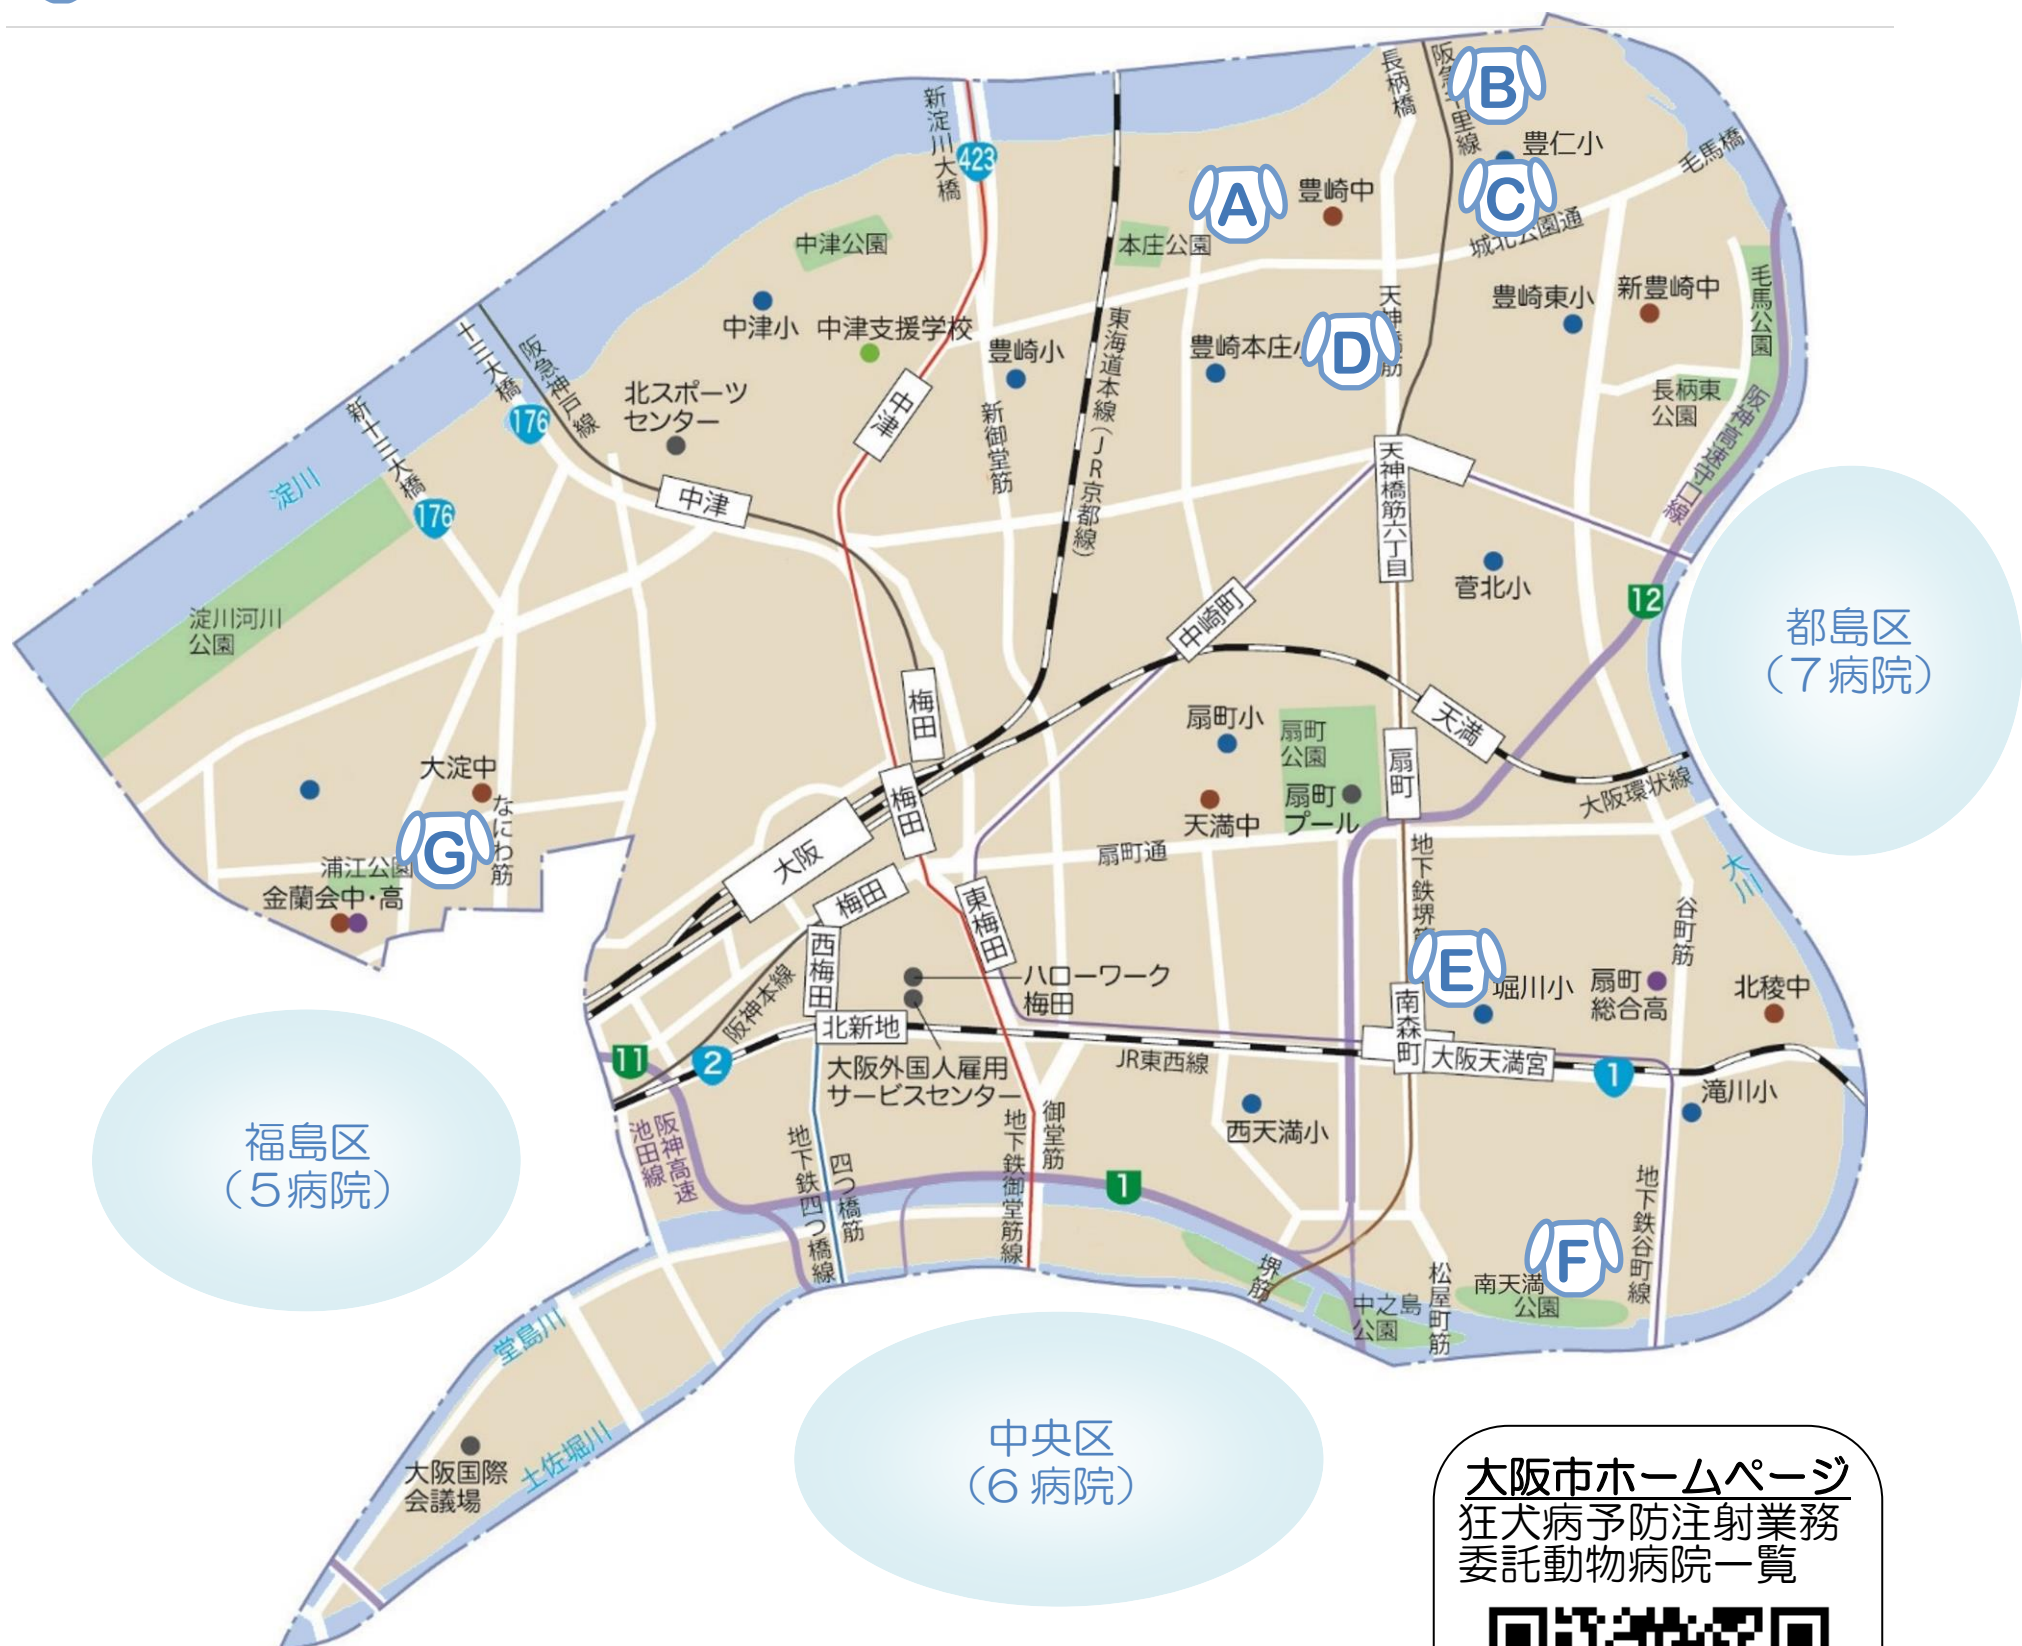 新淀川大橋
423
長柄橋
阪急千里線
B
豊仁小
毛馬橋
A
豊崎中
C
城北公園通
中津公園
本庄公園
中津小
中津支援学校
豊崎小
東海道本線(JR京都線)
豊崎本庄小
D
天神橋筋
豊崎東小
新豊崎中
毛馬公園
長柄東
公園
阪神高速守口線
十三大橋
阪急神戸線
176
北スポーツ
センター
中津
新御堂筋
新十三大橋
176
淀川
中津
天神橋筋六丁目
菅北小
12
都島区
(7病院)
淀川河川
公園
中崎町
梅田
扇町小
扇町
公園
扇町
天満
大淀中
なにわ筋
梅田
天満中
扇町
プール
大阪環状線
G
浦江公園
金蘭会中・高
大阪
梅田
扇町通
地下鉄堺筋
大川
東梅田
西梅田
谷町筋
ハローワーク
梅田
E
堀川小
扇町
総合高
北稜中
阪神本線
北新地
南森町
11
2
大阪外国人雇用
サービスセンター
JR東西線
大阪天満宮
1
滝川小
福島区
(5病院)
阪神高速
池田線
地下鉄四つ橋線
四つ橋筋
地下鉄御堂筋線
御堂筋
西天満小
1
地下鉄谷町線
F
堺筋
中之島
公園
松屋町筋
南天満
公園
堂島川
中央区
(6病院)
大阪国際
会議場
土佐堀川
大阪市ホームページ
狂犬病予防注射業務
委託動物病院一覧